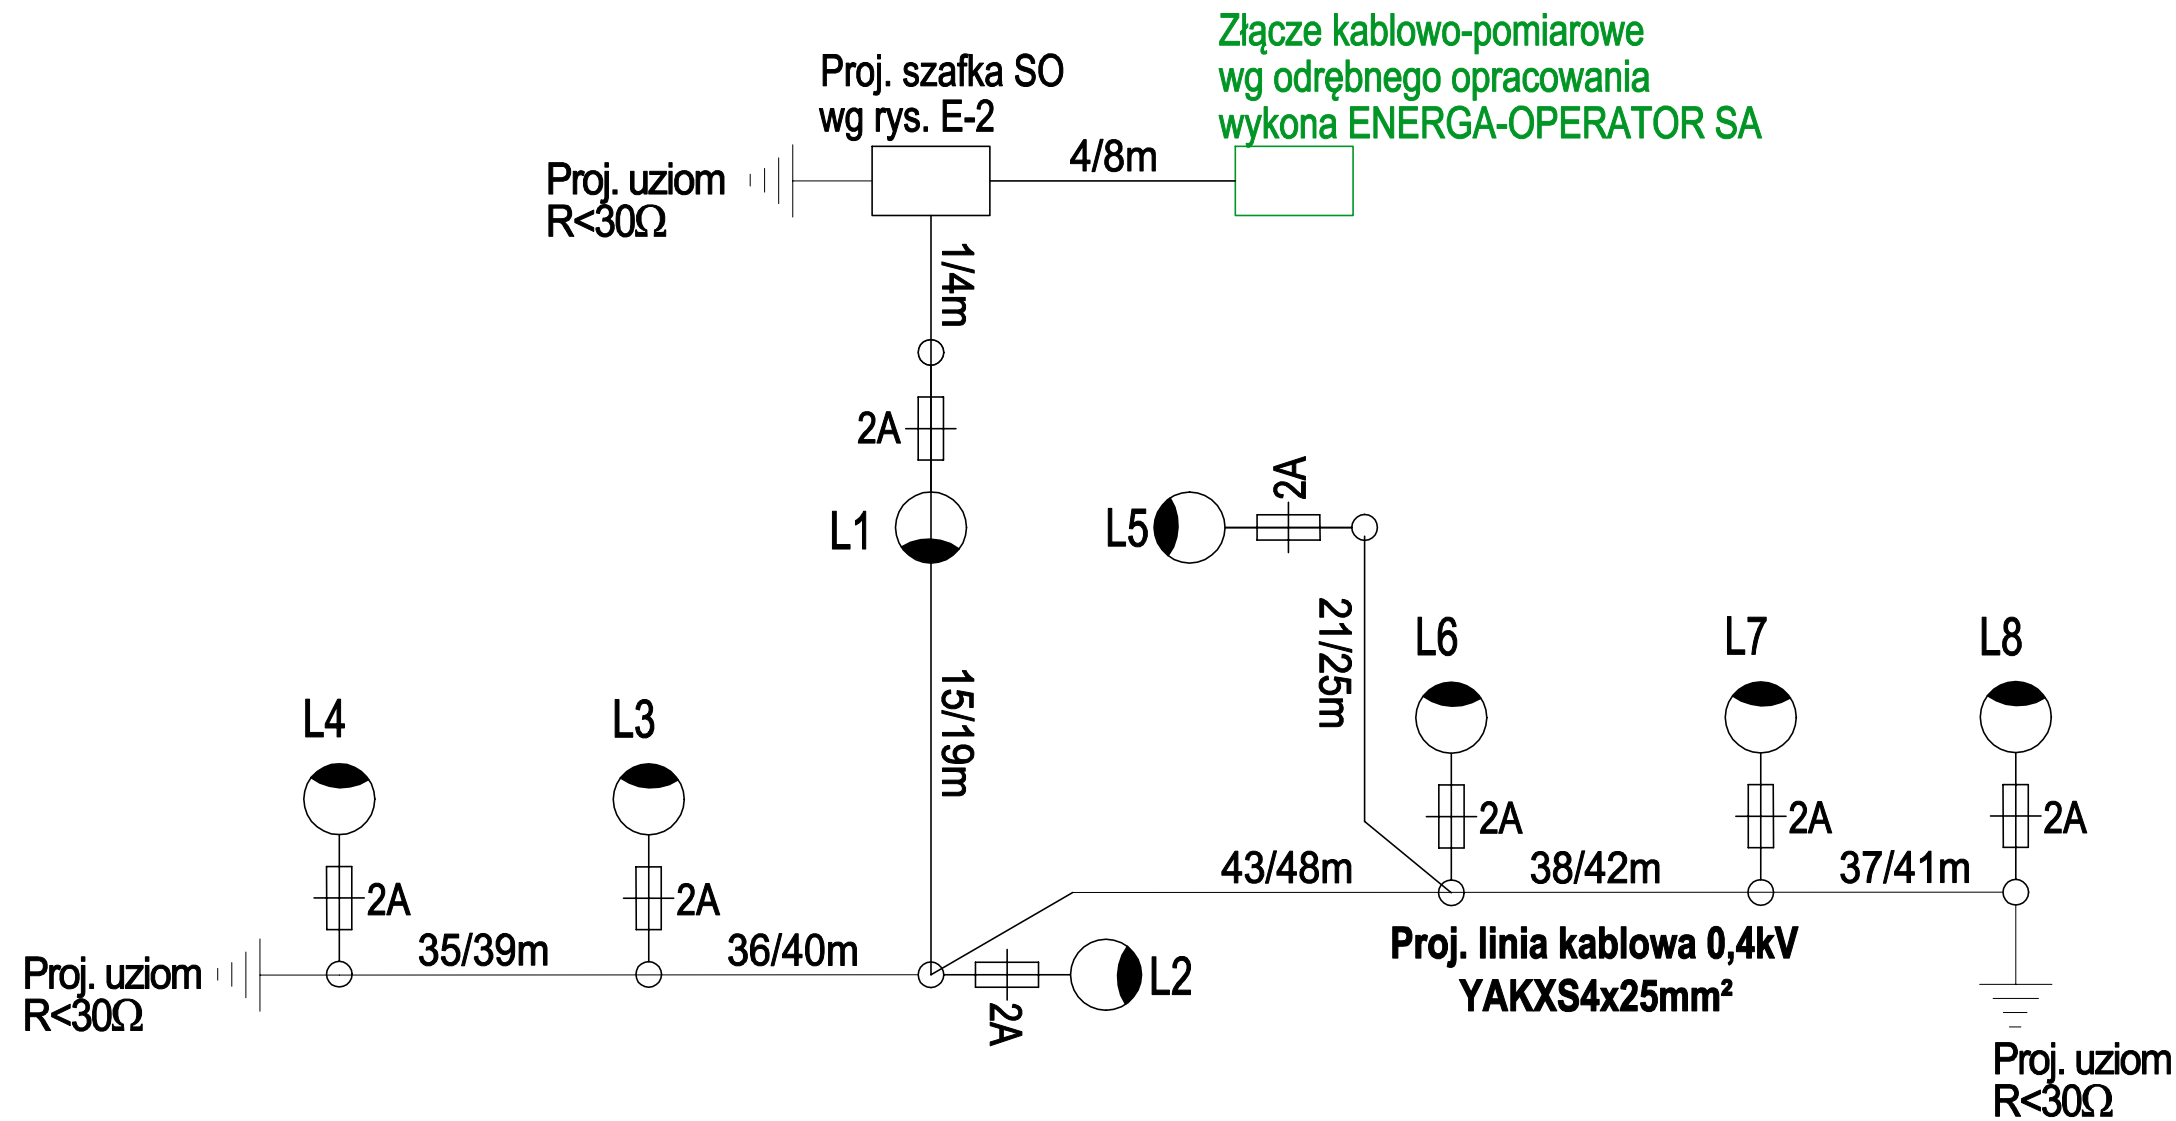 Złącze kablowo-pomiarowe
wg odrębnego opracowania
wykona ENERGA-OPERATOR SA
Proj. szafka SO
wg rys. E-2
4/8m
Proj. uziom
R<30Ω
1/4m
2A
L1
2A
L5
21/25m
L6
L7
L8
15/19m
L4
L3
2A
2A
2A
43/48m
38/42m
37/41m
2A
2A
35/39m
36/40m
Proj. linia kablowa 0,4kV
YAKXS4x25mm²
L2
2A
Proj. uziom
R<30Ω
Proj. uziom
R<30Ω